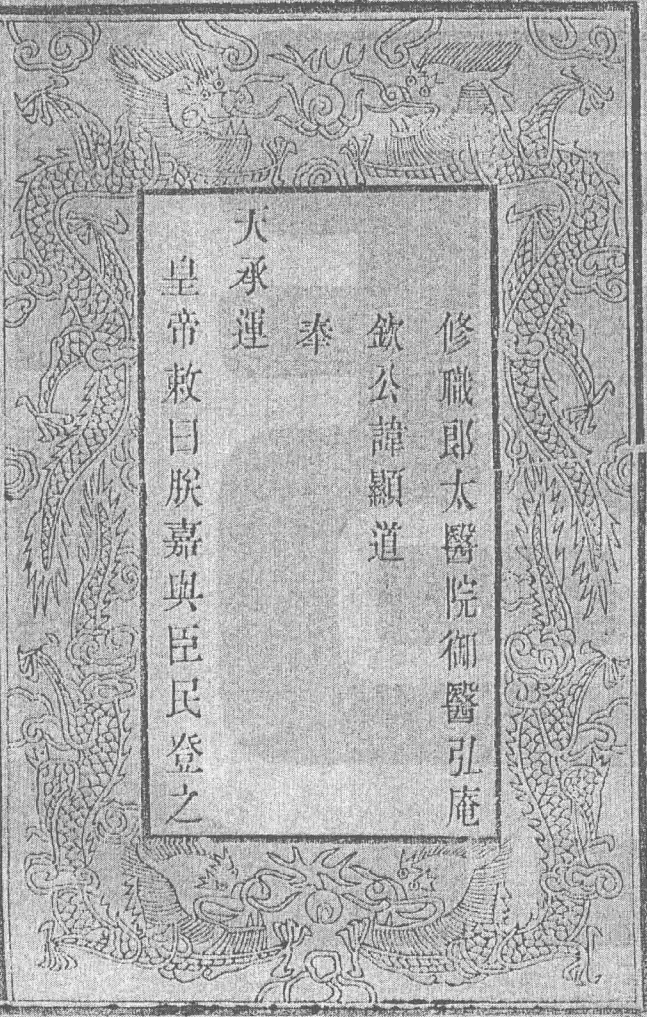 修職郎太醫院御醫弘庵
欽公諱顯道
奉
天承運
皇帝敕曰朕嘉與臣民登之